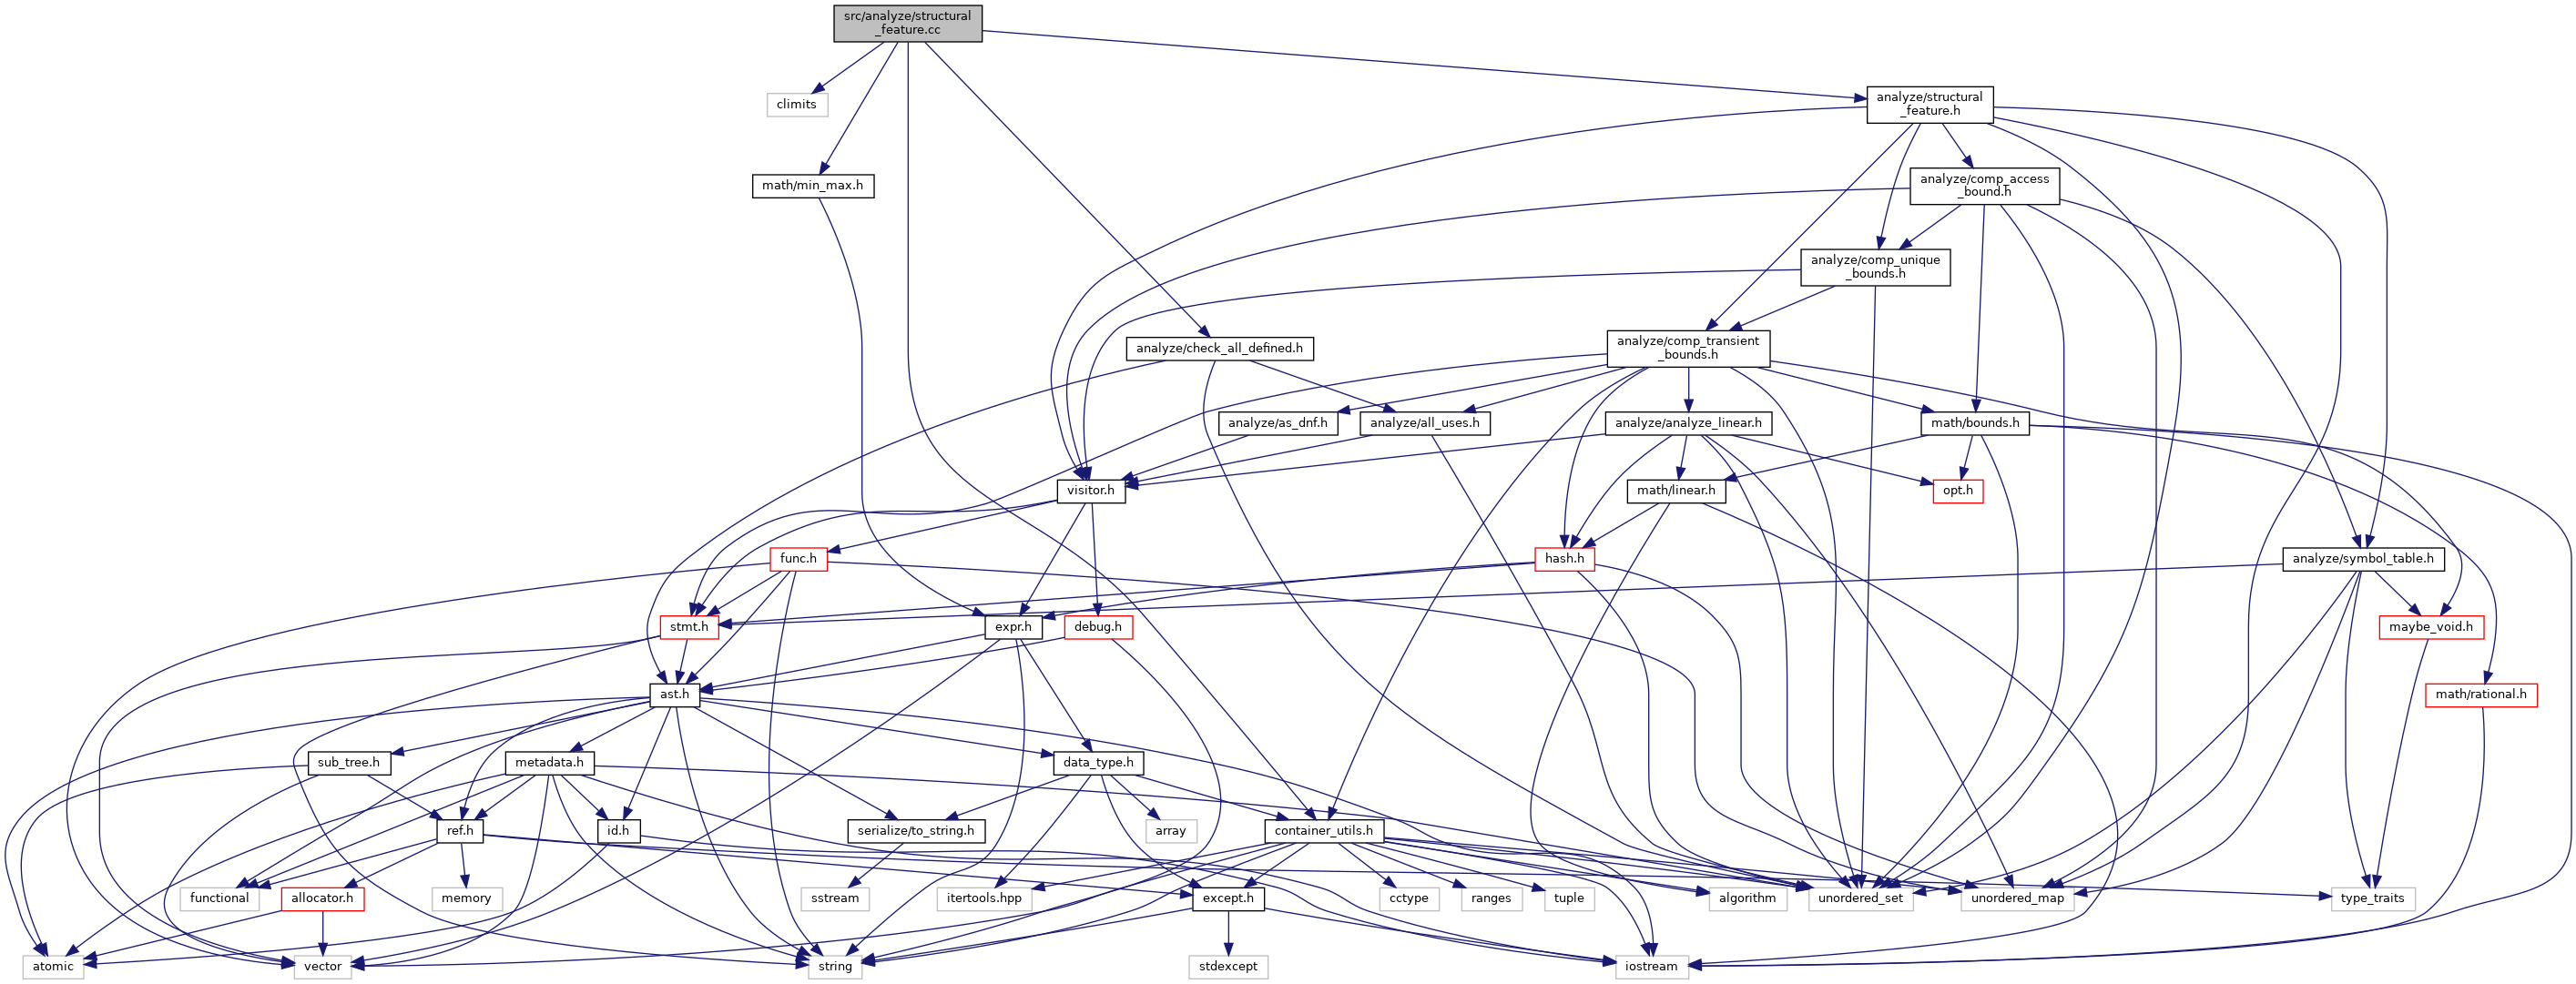 src/analyze/structural
_feature.cc
climits
analyze/structural
_feature.h
math/min_max.h
analyze/comp_access
_bound.h
analyze/comp_unique
_bounds.h
analyze/check_all_defined.h
analyze/comp_transient
_bounds.h
analyze/as_dnf.h
analyze/all_uses.h
analyze/analyze_linear.h
math/bounds.h
visitor.h
math/linear.h
opt.h
func.h
hash.h
analyze/symbol_table.h
stmt.h
expr.h
debug.h
maybe_void.h
ast.h
math/rational.h
sub_tree.h
metadata.h
data_type.h
ref.h
id.h
serialize/to_string.h
array
container_utils.h
functional
allocator.h
memory
sstream
itertools.hpp
except.h
cctype
ranges
tuple
algorithm
unordered_set
unordered_map
type_traits
atomic
vector
string
stdexcept
iostream